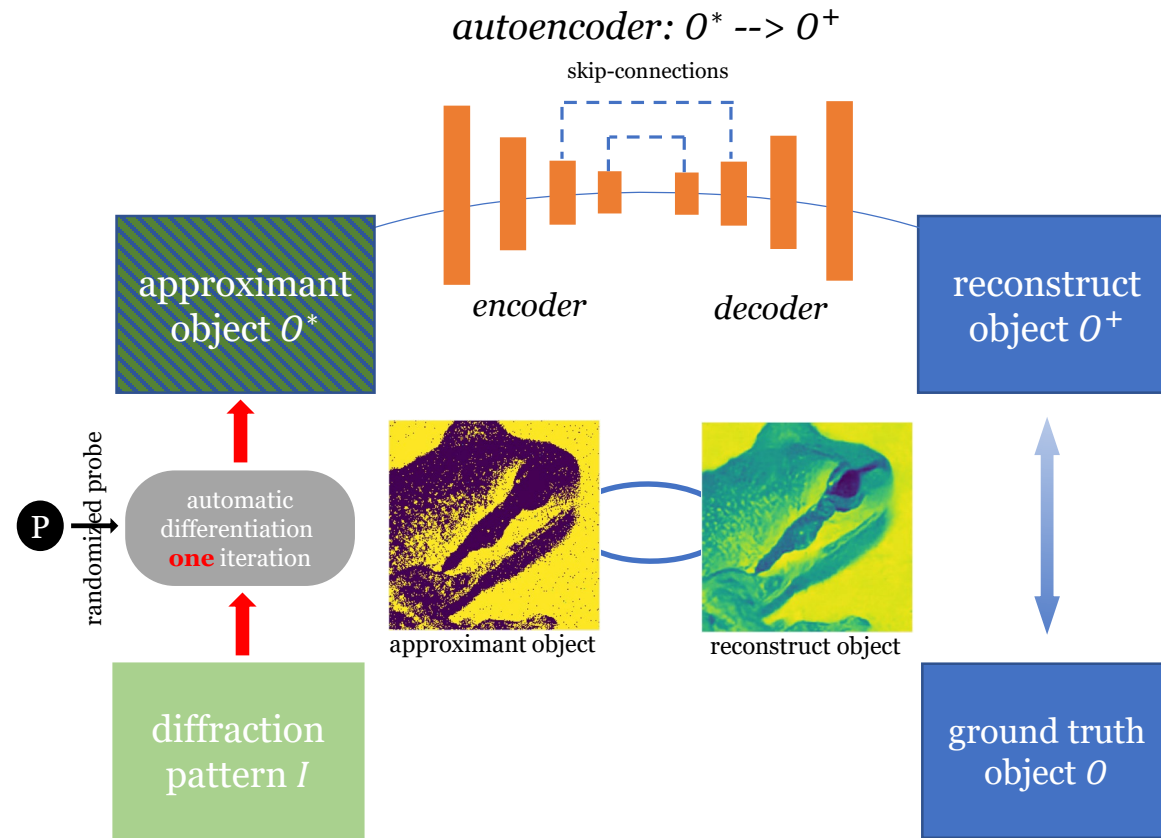 autoencoder: O* --> O⁺
skip-connections
encoder
decoder
approximant
object O*
reconstruct
object O⁺
randomized probe
P
automatic
differentiation
one iteration
approximant object
reconstruct object
diffraction
pattern I
ground truth
object O